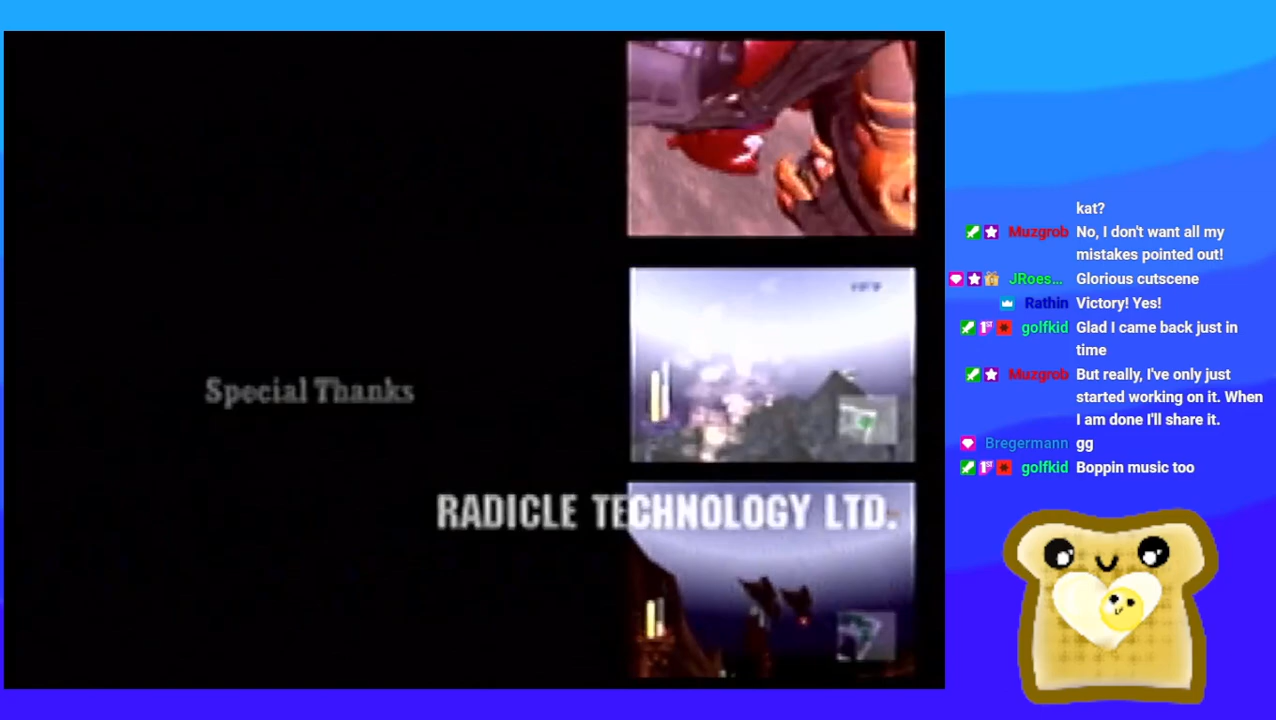 Special Thanks
RADICLE TECHNOLOGY LTD.
kat?
Muzgrob No, I don't want all my
mistakes pointed out!
JRoes... Glorious cutscene
Rathin Victory! Yes!
golfkid Glad I came back just in
time
Muzgrob But really, I've only just
started working on it. When
I am done I'll share it.
Bregermann gg
golfkid Boppin music too